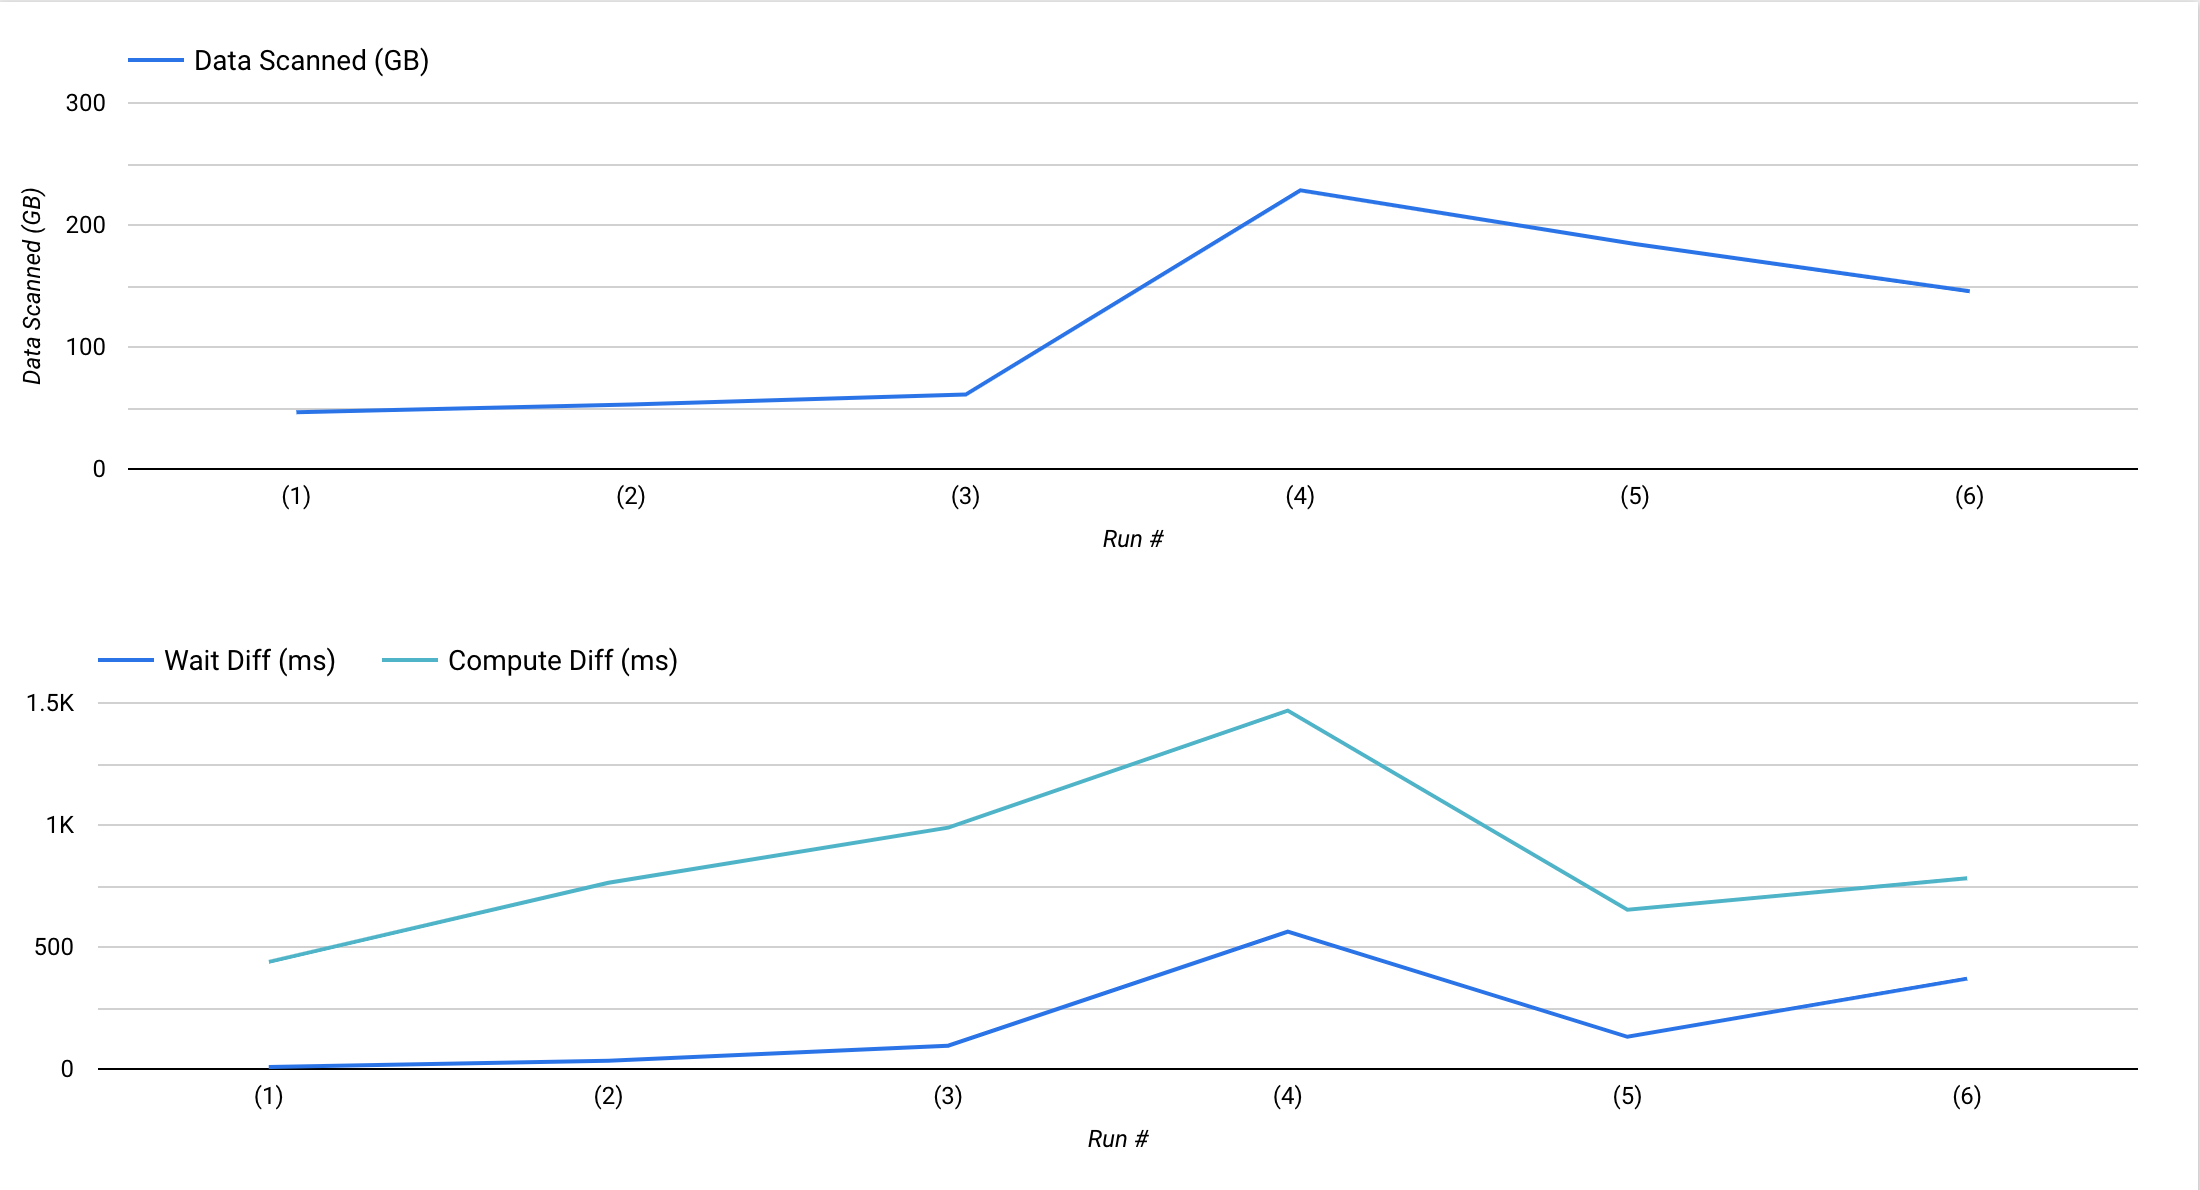 Data Scanned (GB)
300
200
100
0
Data Scanned (GB)
(1) (2) (3) (4) (5) (6)
Run #
Wait Diff (ms) Compute Diff (ms)
1.5K
1K
500
0
(1) (2) (3) (4) (5) (6)
Run #